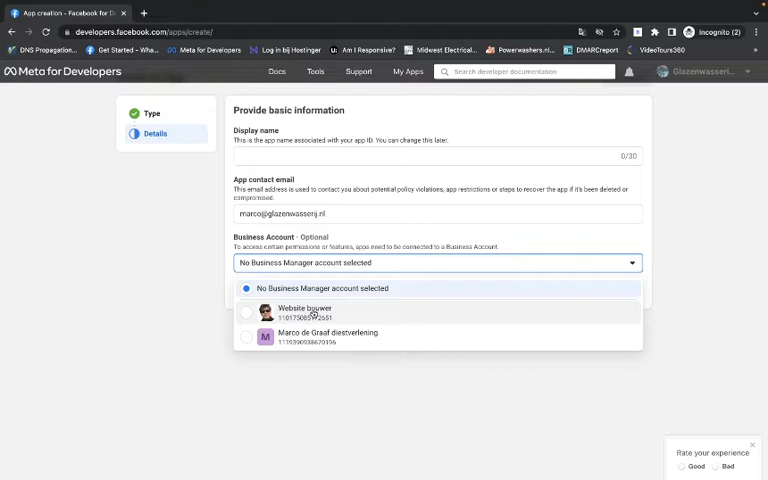 App creation - Facebook for De
developers.facebook.com/apps/create/
Incognito (2)
DNS Propagation...
Get Started - Wha...
Meta for Developers
Log in bij Hostinger
Am I Responsive?
Midwest Electrical...
Powerwashers.nl...
DMARCreport
VideoTours360
Meta for Developers
Docs
Tools
Support
My Apps
Search developer documentation
Glazenwasserij...
Type
Details
Provide basic information
Display name
This is the app name associated with your app ID. You can change this later.
0/30
App contact email
This email address is used to contact you about potential policy violations, app restrictions or steps to recover the app if it's been deleted or
compromised.
marco@glazenwasserij.nl
Business Account · Optional
To access certain permissions or features, apps need to be connected to a Business Account.
No Business Manager account selected
No Business Manager account selected
Website bouwer
M
Marco de Graaf diestverlening
1119390938670196
Rate your experience
Good
Bad